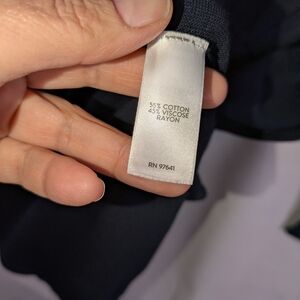 55% COTTON
45% VISCOSE
RAYON
RN 97641